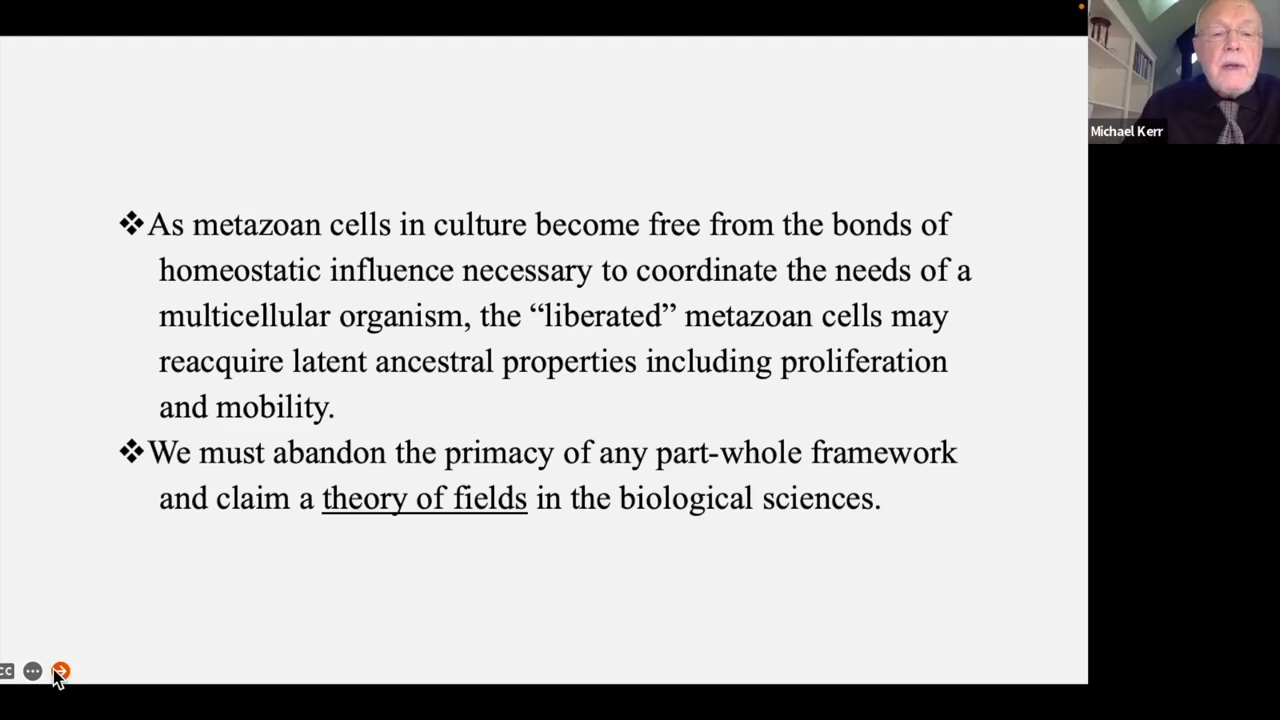 ❖As metazoan cells in culture become free from the bonds of
homeostatic influence necessary to coordinate the needs of a
multicellular organism, the “liberated” metazoan cells may
reacquire latent ancestral properties including proliferation
and mobility.
❖We must abandon the primacy of any part-whole framework
and claim a theory of fields in the biological sciences.
Michael Kerr
CC